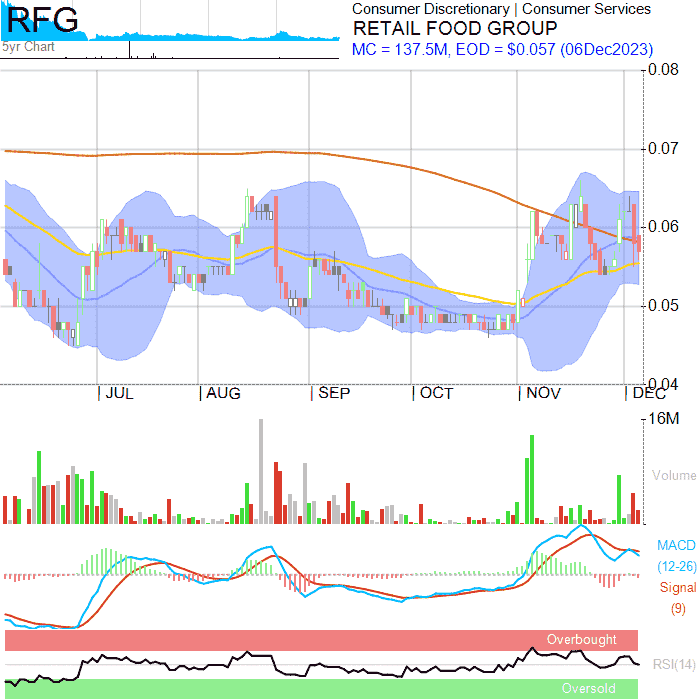 RFG
5yr Chart
Consumer Discretionary | Consumer Services
RETAIL FOOD GROUP
MC = 137.5M, EOD = $0.057 (06Dec2023)
0.08
0.07
0.06
0.05
0.04
JUL AUG SEP OCT NOV DEC
16M
Volume
MACD
(12-26)
Signal
(9)
Overbought
RSI(14)
Oversold